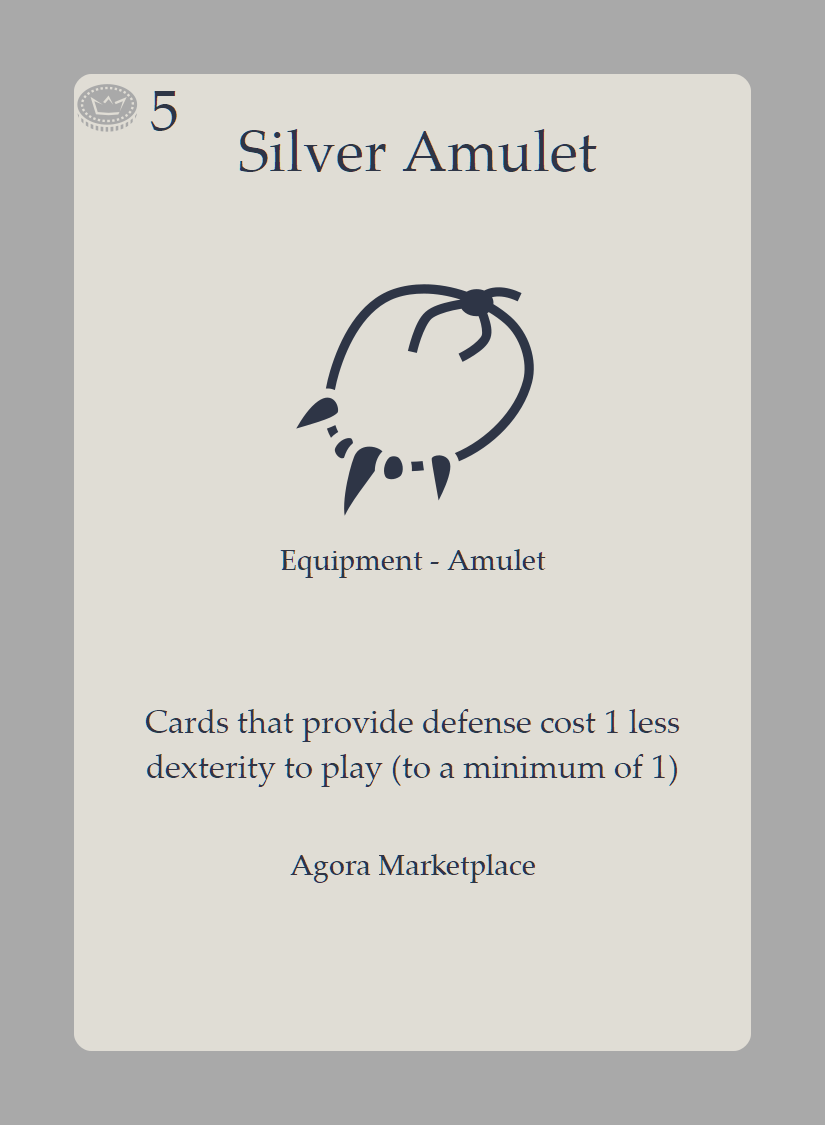 5
Silver Amulet
Equipment - Amulet
Cards that provide defense cost 1 less
dexterity to play (to a minimum of 1)
Agora Marketplace